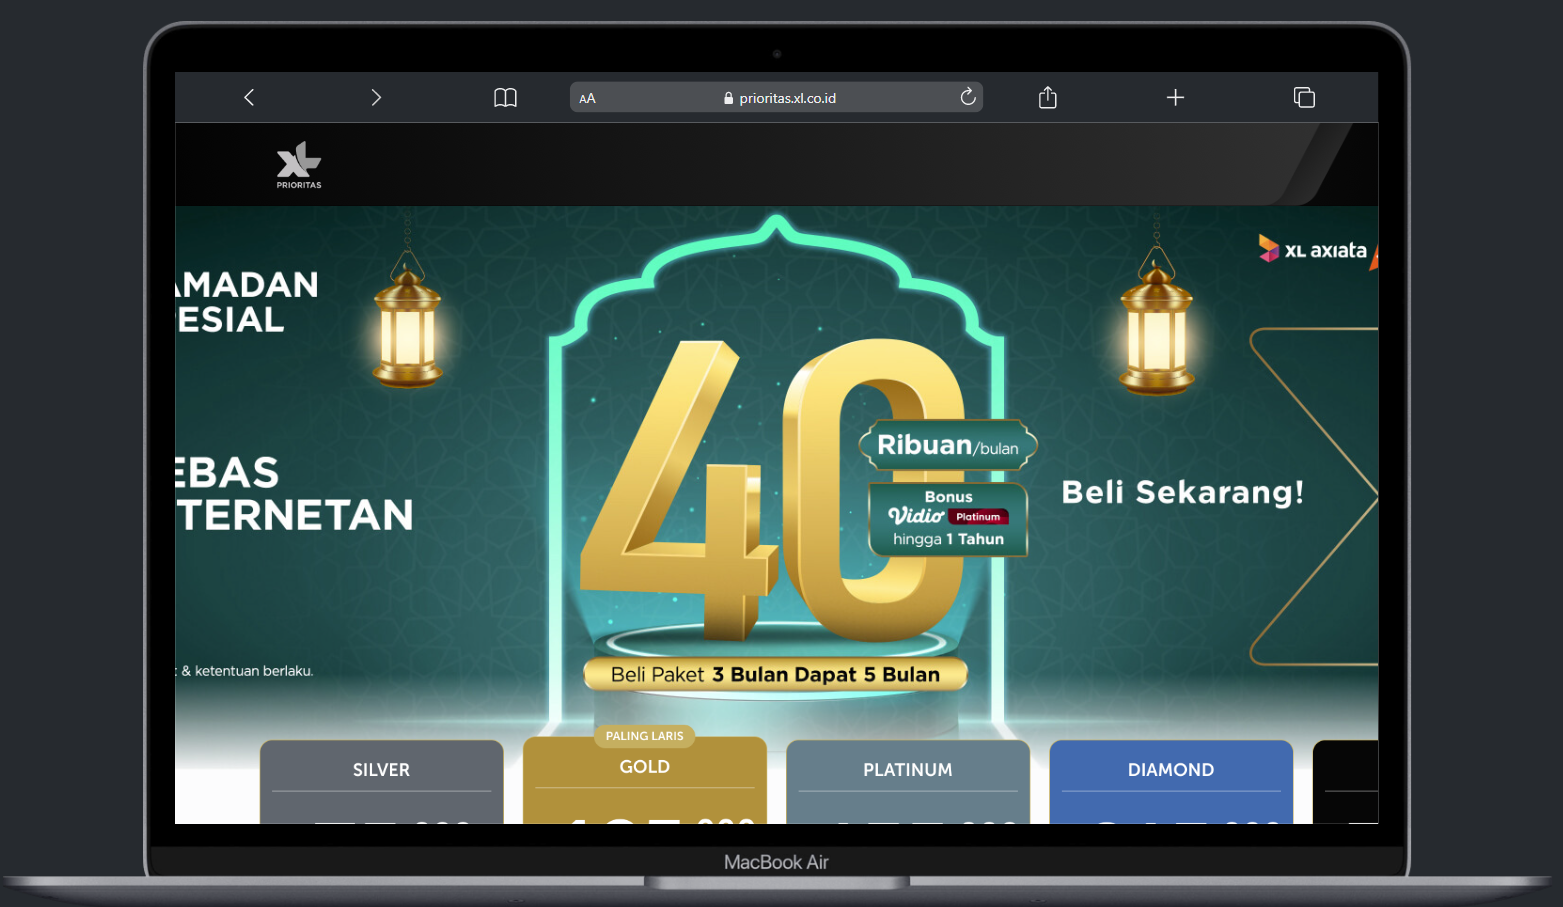 AA
prioritas.xl.co.id
XL
PRIORITAS
XL axiata
AMADAN
ESIAL
EBAS
TERNETAN
40
Ribuan/bulan
Bonus
Vidio Platinum
hingga 1 Tahun
Beli Sekarang!
& ketentuan berlaku.
Beli Paket 3 Bulan Dapat 5 Bulan
SILVER
PALING LARIS
GOLD
PLATINUM
DIAMOND
MacBook Air